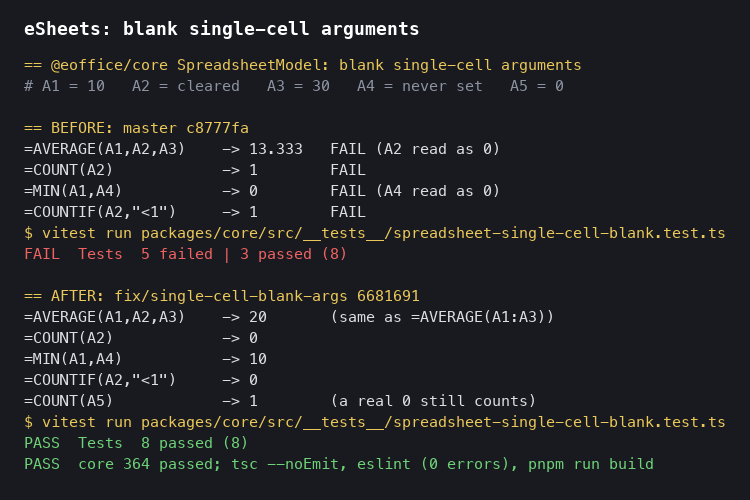 eSheets: blank single-cell arguments
== @eoffice/core SpreadsheetModel: blank single-cell arguments
# A1 = 10   A2 = cleared   A3 = 30   A4 = never set   A5 = 0
== BEFORE: master c8777fa
=AVERAGE(A1,A2,A3)    -> 13.333   FAIL (A2 read as 0)
=COUNT(A2)            -> 1        FAIL
=MIN(A1,A4)           -> 0        FAIL (A4 read as 0)
=COUNTIF(A2,"<1")     -> 1        FAIL
$ vitest run packages/core/src/__tests__/spreadsheet-single-cell-blank.test.ts
FAIL  Tests  5 failed | 3 passed (8)
== AFTER: fix/single-cell-blank-args 6681691
=AVERAGE(A1,A2,A3)    -> 20       (same as =AVERAGE(A1:A3))
=COUNT(A2)            -> 0
=MIN(A1,A4)           -> 10
=COUNTIF(A2,"<1")     -> 0
=COUNT(A5)            -> 1        (a real 0 still counts)
$ vitest run packages/core/src/__tests__/spreadsheet-single-cell-blank.test.ts
PASS  Tests  8 passed (8)
PASS  core 364 passed; tsc --noEmit, eslint (0 errors), pnpm run build